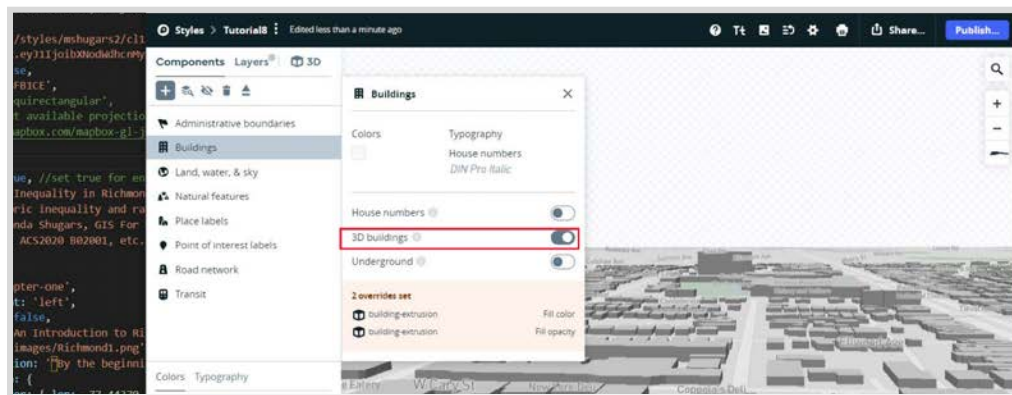 /styles/mshugars2/cl1
.eyJ1IjoibXNodWdhcnMy
se,
FB1CE',
quirectangular',
t available projectio
apbox.com/mapbox-gl-j
ue, //set true for en
Inequality in Richmon
ric inequality and ra
nda Shugars, GIS For
ACS2020 B02001, etc.
pter-one',
t: 'left',
false,
An Introduction to Ri
images/Richmond1.png'
ion: 'By the beginni
: {
Styles > Tutorial8
Edited less than a minute ago
Share...
Publish...
Components Layers 3D
Administrative boundaries
Buildings
Land, water, & sky
Natural features
Place labels
Point of interest labels
Road network
Transit
Colors Typography
Buildings
Colors
Typography
House numbers
DIN Pro Italic
House numbers
3D buildings
Underground
2 overrides set
building-extrusion Fill color
building-extrusion Fill opacity
W Cary St
Coppola's Deli